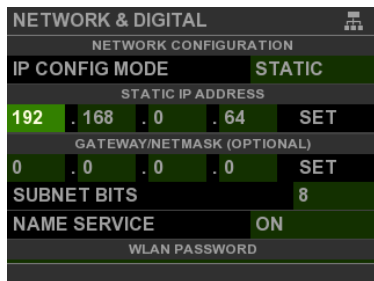 NETWORK & DIGITAL
NETWORK CONFIGURATION
IP CONFIG MODE STATIC
STATIC IP ADDRESS
192 . 168 . 0 . 64 SET
GATEWAY/NETMASK (OPTIONAL)
0 . 0 . 0 . 0 SET
SUBNET BITS 8
NAME SERVICE ON
WLAN PASSWORD